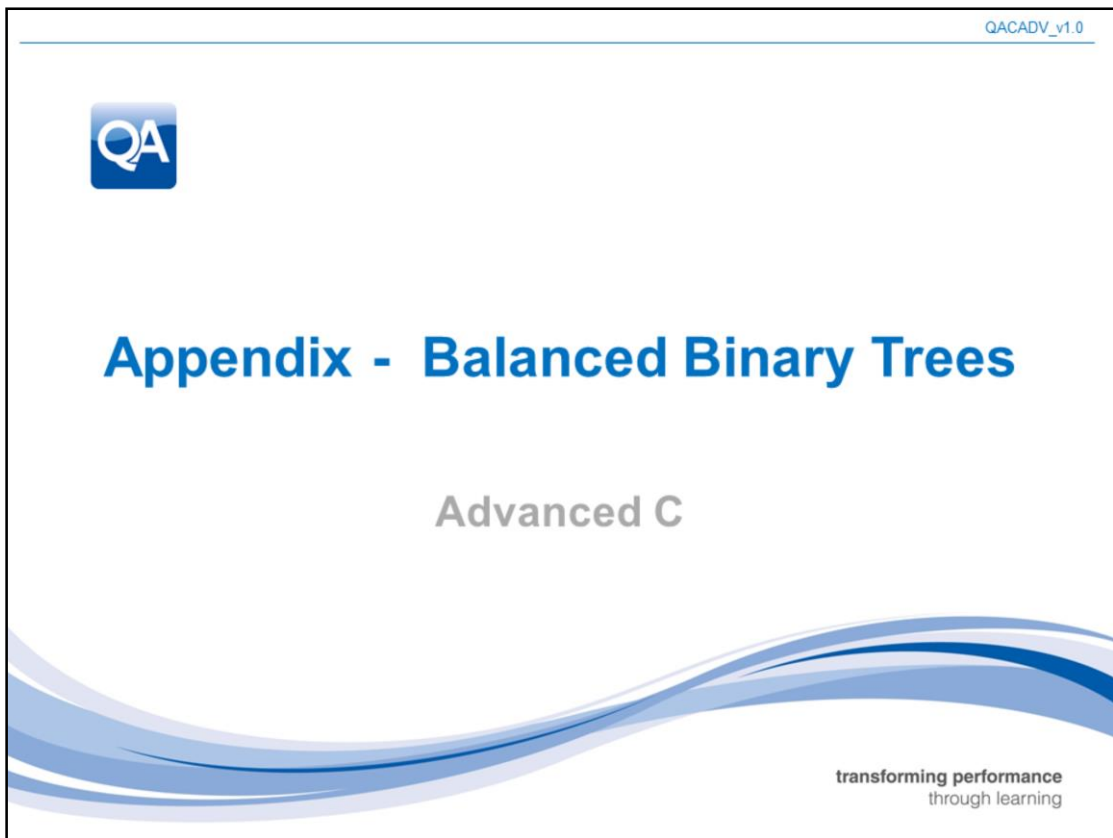 QACADV_v1.0
QA
Appendix - Balanced Binary Trees
Advanced C
transforming performance
through learning